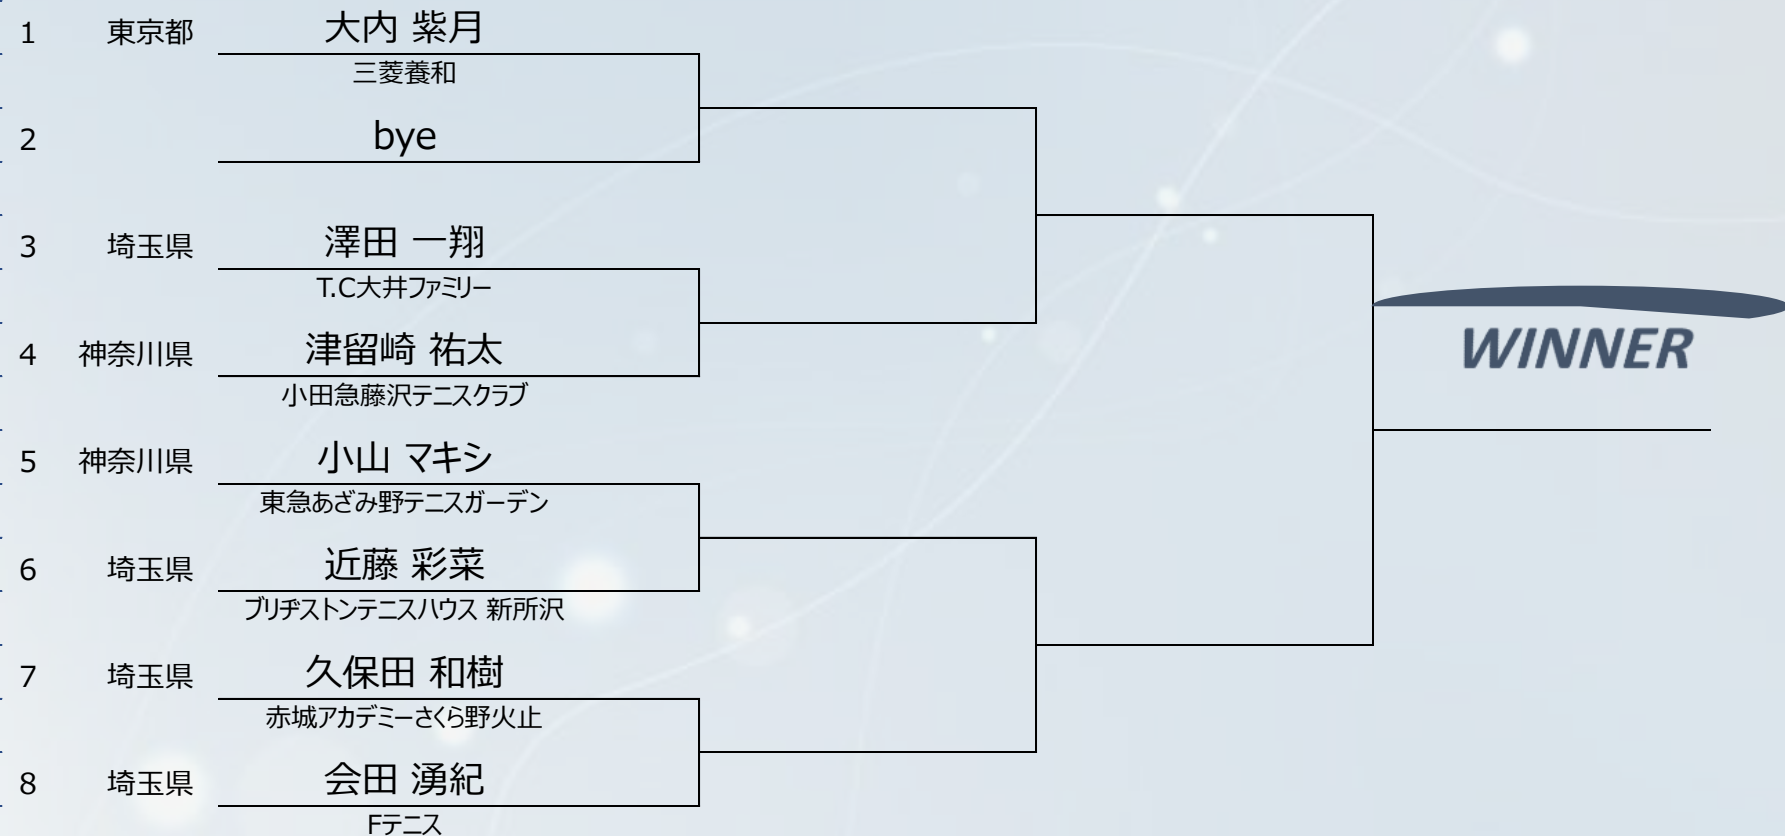 1 東京都 大内 紫月
三菱養和
2 bye
3 埼玉県 澤田 一翔
T.C大井ファミリー
4 神奈川県 津留崎 祐太
小田急藤沢テニスクラブ
5 神奈川県 小山 マキシ
東急あざみ野テニスガーデン
6 埼玉県 近藤 彩菜
ブリヂストンテニスハウス 新所沢
7 埼玉県 久保田 和樹
赤城アカデミーさくら野火止
8 埼玉県 会田 湧紀
Fテニス
WINNER